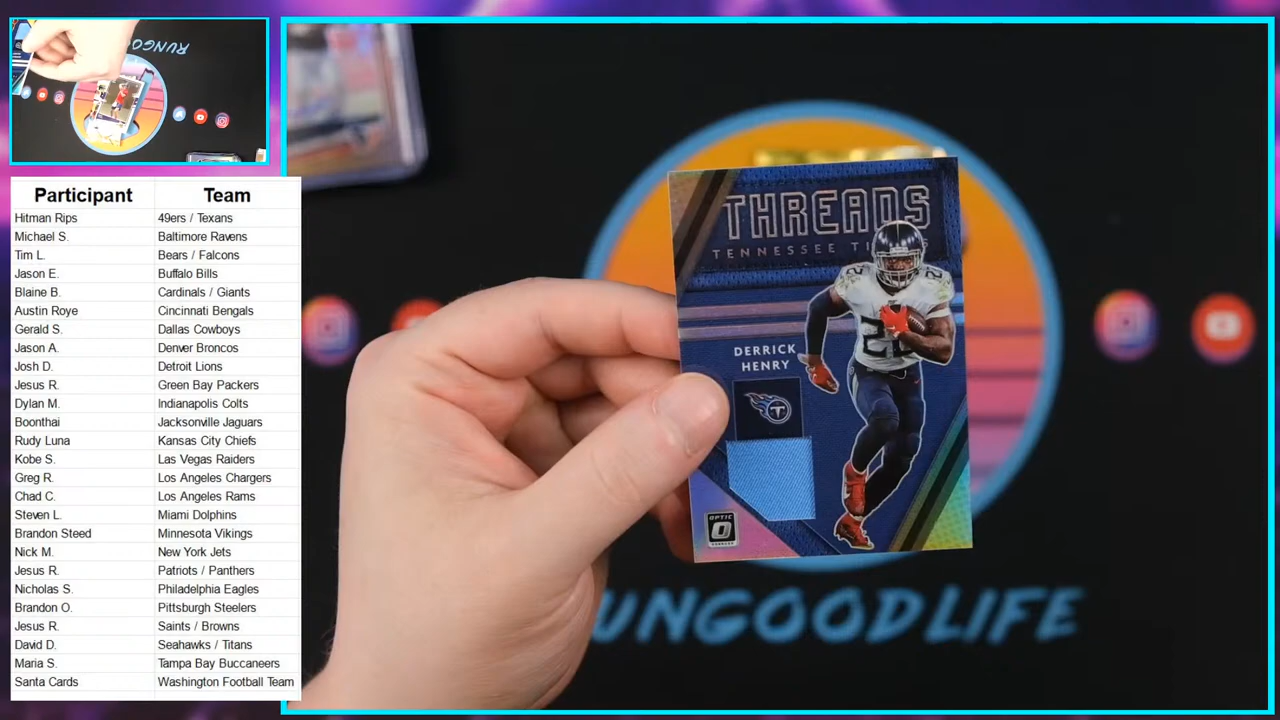 RUNGOOD
Participant Team
Hitman Rips 49ers / Texans
Michael S. Baltimore Ravens
Tim L. Bears / Falcons
Jason E. Buffalo Bills
Blaine B. Cardinals / Giants
Austin Roye Cincinnati Bengals
Gerald S. Dallas Cowboys
Jason A. Denver Broncos
Josh D. Detroit Lions
Jesus R. Green Bay Packers
Dylan M. Indianapolis Colts
Boonthai Jacksonville Jaguars
Rudy Luna Kansas City Chiefs
Kobe S. Las Vegas Raiders
Greg R. Los Angeles Chargers
Chad C. Los Angeles Rams
Steven L. Miami Dolphins
Brandon Steed Minnesota Vikings
Nick M. New York Jets
Jesus R. Patriots / Panthers
Nicholas S. Philadelphia Eagles
Brandon O. Pittsburgh Steelers
Jesus R. Saints / Browns
David D. Seahawks / Titans
Maria S. Tampa Bay Buccaneers
Santa Cards Washington Football Team
THREADS
TENNESSEE
DERRICK
HENRY
22
22
T
OPTIC
UNGOODLIFE